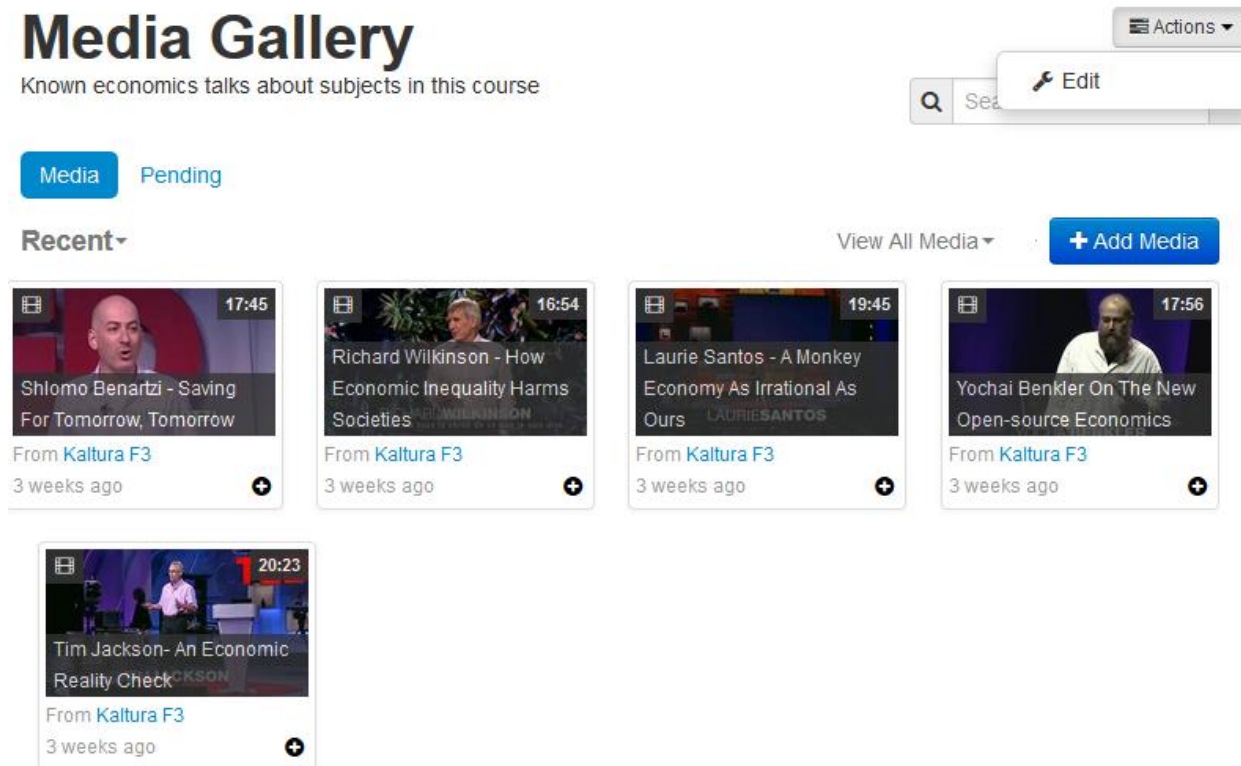 Media Gallery
Actions
Known economics talks about subjects in this course
Edit
Sea
Media
Pending
Recent
View All Media
+ Add Media
17:45
Shlomo Benartzi - Saving
For Tomorrow, Tomorrow
From Kaltura F3
3 weeks ago
16:54
Richard Wilkinson - How
Economic Inequality Harms
Societies
WILKINSON
From Kaltura F3
3 weeks ago
19:45
Laurie Santos - A Monkey
Economy As Irrational As
Ours
LAURIESANTOS
From Kaltura F3
3 weeks ago
17:56
Yochai Benkler On The New
Open-source Economics
From Kaltura F3
3 weeks ago
20:23
Tim Jackson- An Economic
Reality Check
From Kaltura F3
3 weeks ago